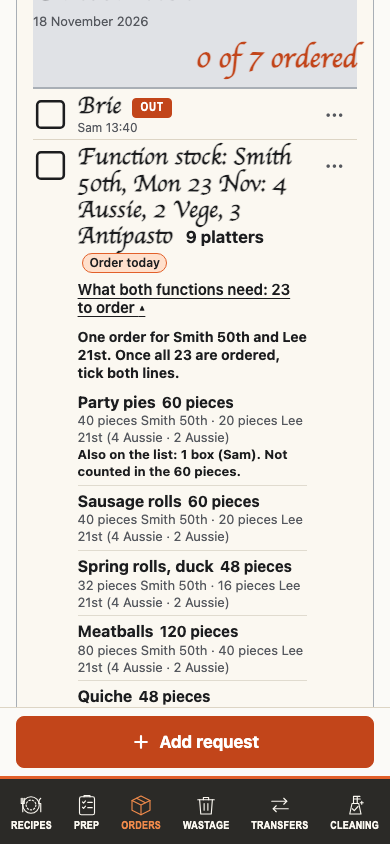 18 November 2026
0 of 7 ordered
Brie OUT
Sam 13:40
Function stock: Smith
50th, Mon 23 Nov: 4
Aussie, 2 Vege, 3
Antipasto 9 platters
Order today
What both functions need: 23
to order ▴
One order for Smith 50th and Lee
21st. Once all 23 are ordered,
tick both lines.
Party pies 60 pieces
40 pieces Smith 50th · 20 pieces Lee
21st (4 Aussie · 2 Aussie)
Also on the list: 1 box (Sam). Not
counted in the 60 pieces.
Sausage rolls 60 pieces
40 pieces Smith 50th · 20 pieces Lee
21st (4 Aussie · 2 Aussie)
Spring rolls, duck 48 pieces
32 pieces Smith 50th · 16 pieces Lee
21st (4 Aussie · 2 Aussie)
Meatballs 120 pieces
80 pieces Smith 50th · 40 pieces Lee
21st (4 Aussie · 2 Aussie)
Quiche 48 pieces
+ Add request
RECIPES PREP ORDERS WASTAGE TRANSFERS CLEANING